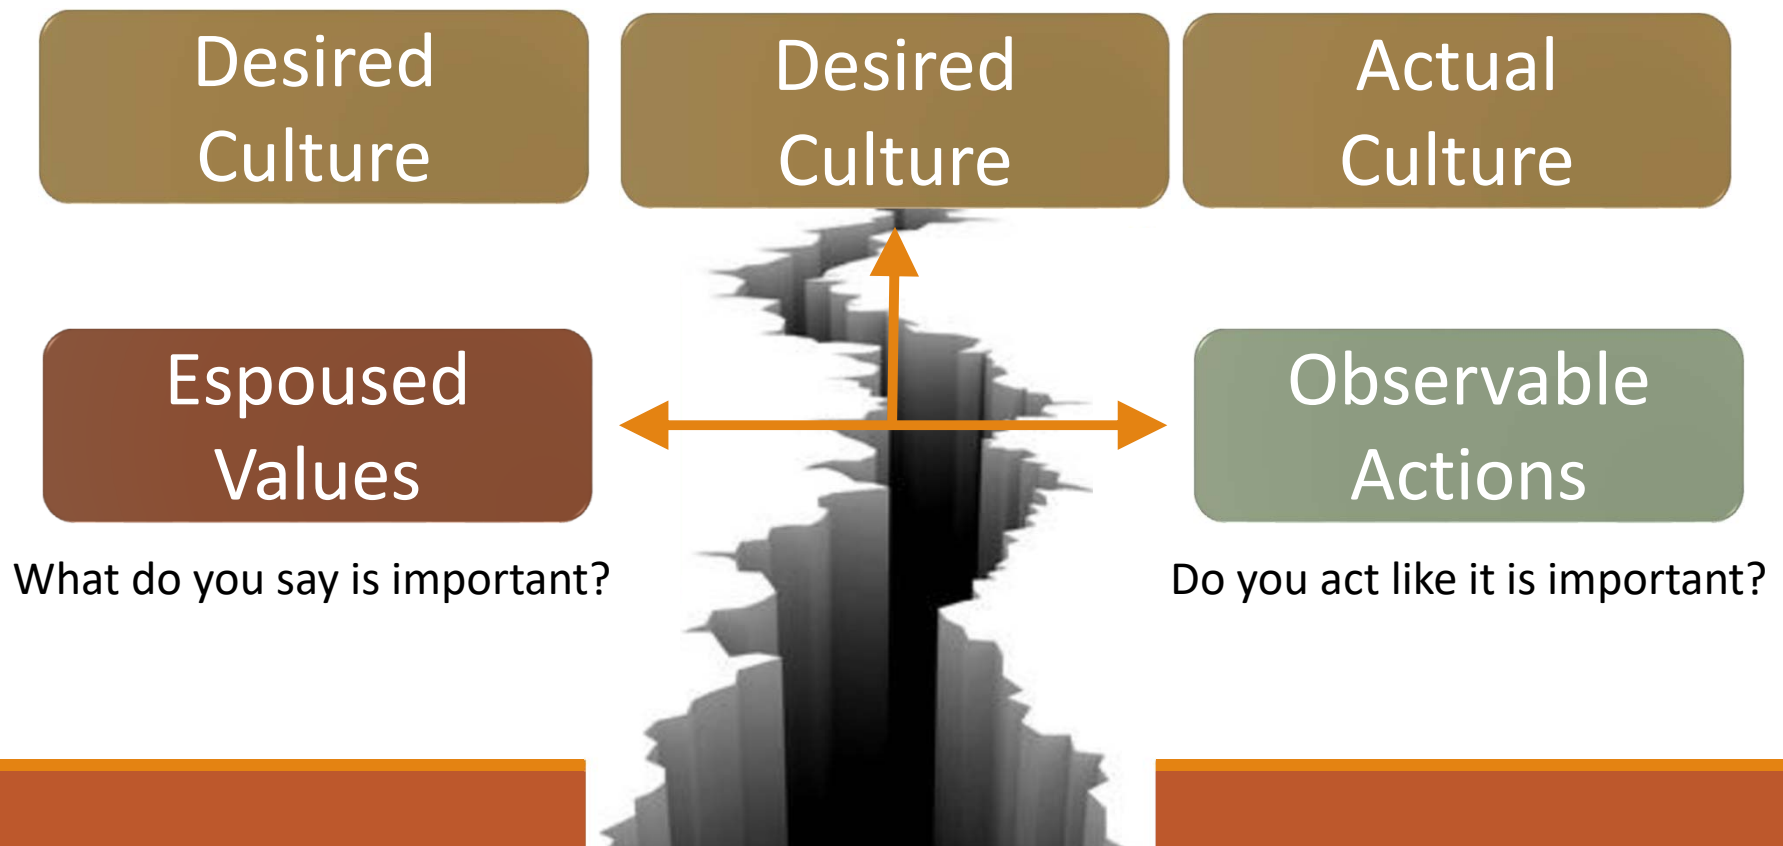 Desired
Culture
Desired
Culture
Actual
Culture
Espoused
Values
Observable
Actions
What do you say is important?
Do you act like it is important?